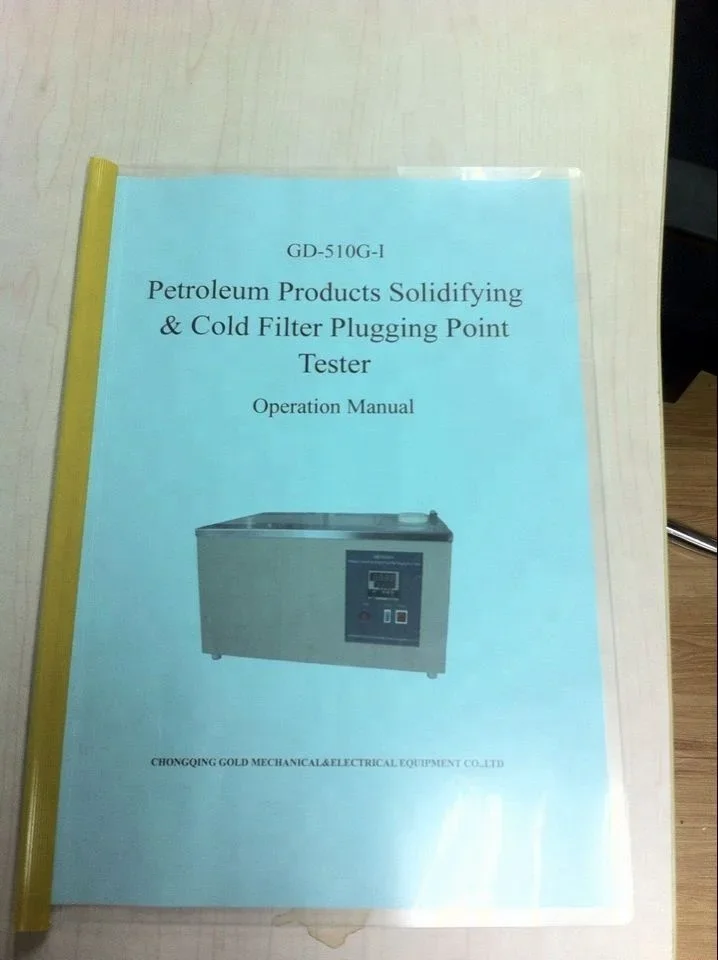 GD-510G-I
Petroleum Products Solidifying
& Cold Filter Plugging Point
Tester
Operation Manual
CHONGQING GOLD MECHANICAL&ELECTRICAL EQUIPMENT CO.,LTD